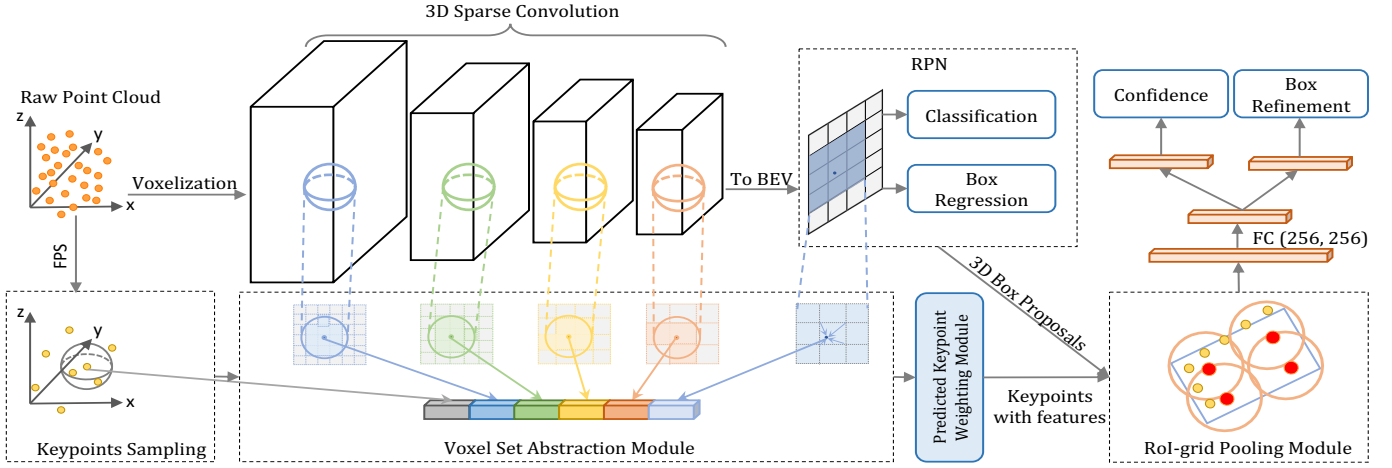 3D Sparse Convolution
RPN
Raw Point Cloud
z
y
x
Voxelization
To BEV
Classification
Box
Regression
Confidence
Box
Refinement
FC (256, 256)
FPS
3D Box Proposals
z
y
x
Keypoints Sampling
Voxel Set Abstraction Module
Predicted Keypoint
Weighting Module
Keypoints
with features
RoI-grid Pooling Module